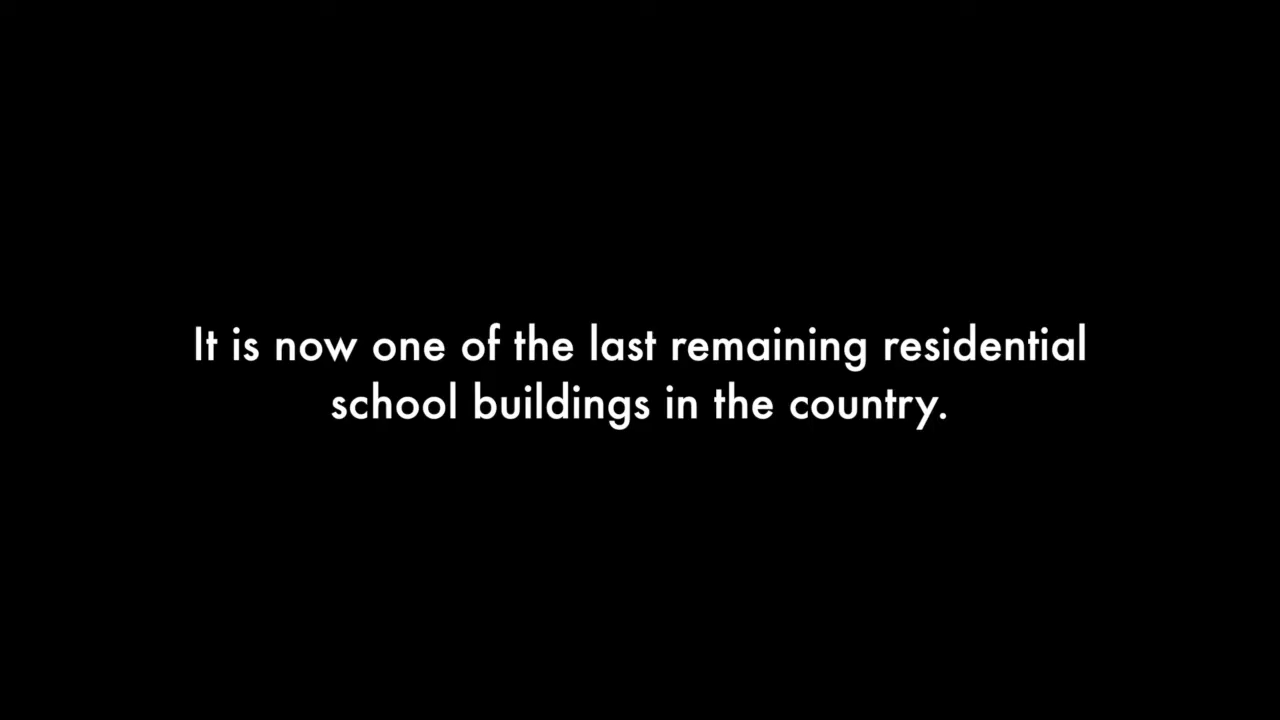 It is now one of the last remaining residential
school buildings in the country.